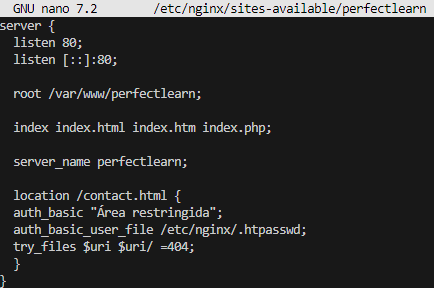 GNU nano 7.2 /etc/nginx/sites-available/perfectlearn
server {
listen 80;
listen [::]:80;
root /var/www/perfectlearn;
index index.html index.htm index.php;
server_name perfectlearn;
location /contact.html {
auth_basic "Área restringida";
auth_basic_user_file /etc/nginx/.htpasswd;
try_files $uri $uri/ =404;
}
}